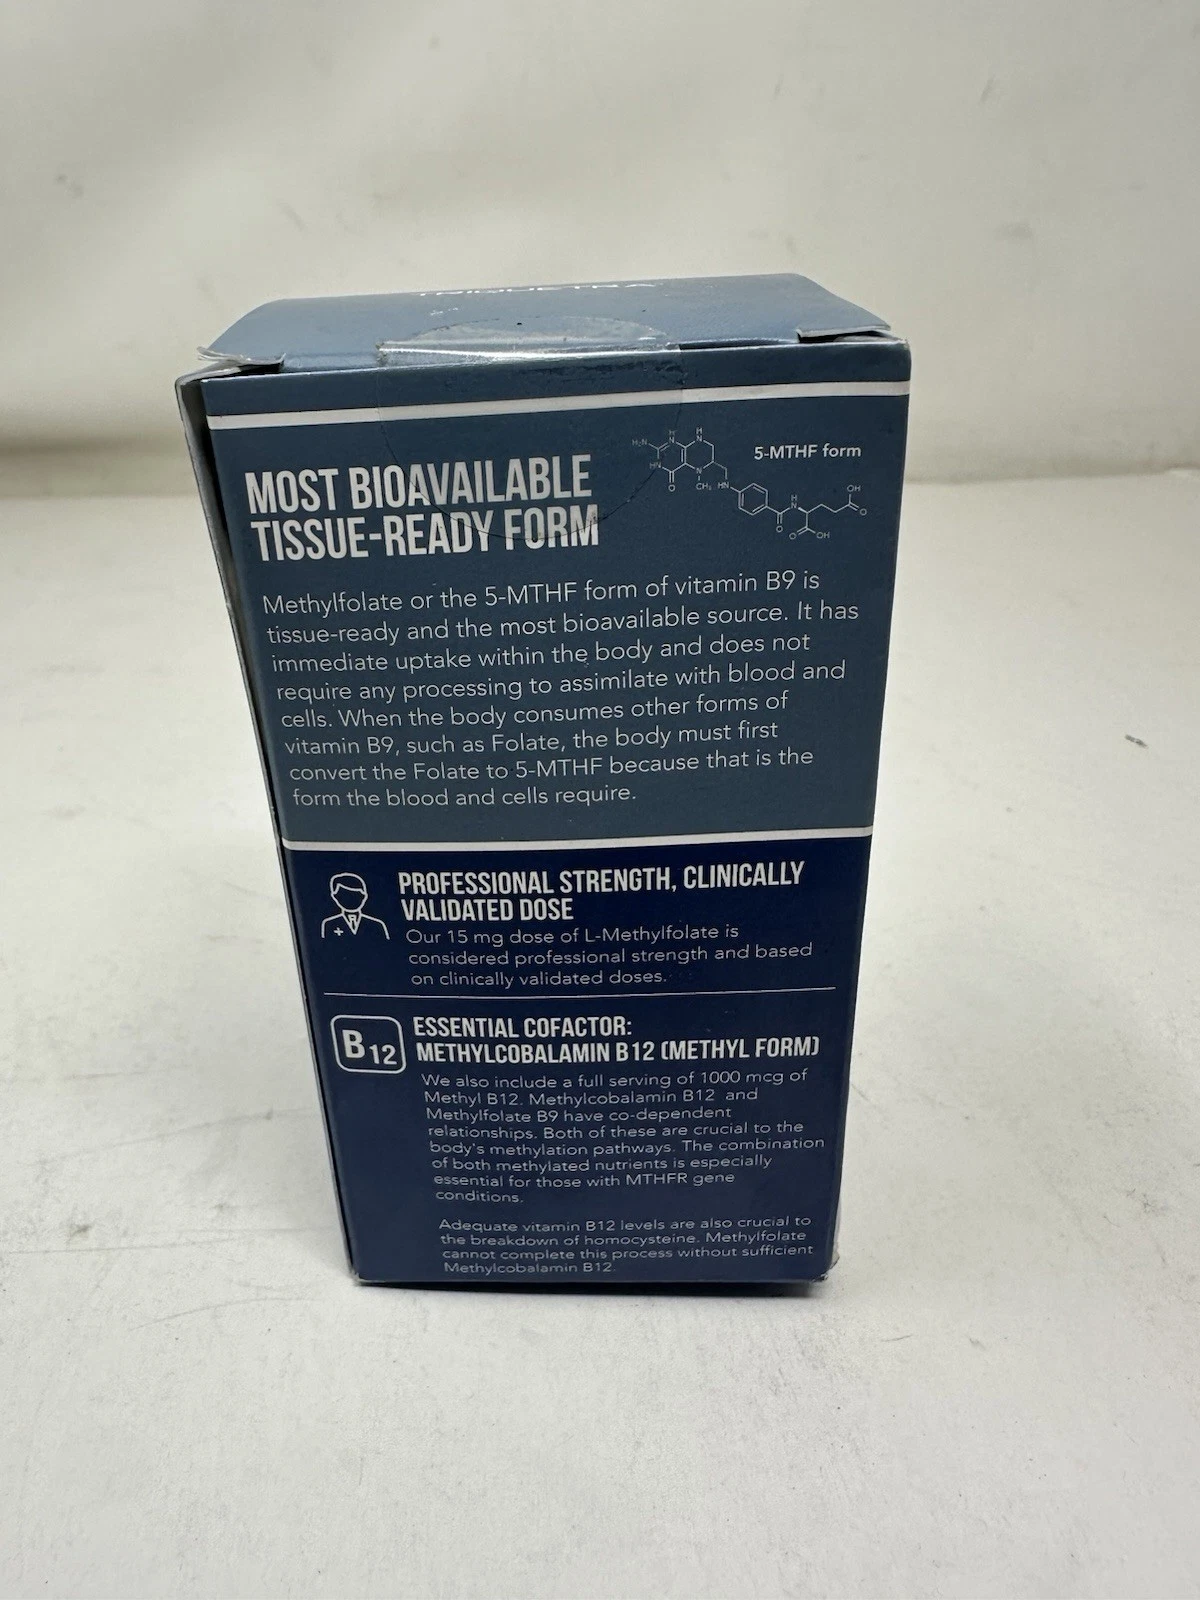 MOST BIOAVAILABLE
TISSUE-READY FORM
5-MTHF form
Methylfolate or the 5-MTHF form of vitamin B9 is
tissue-ready and the most bioavailable source. It has
immediate uptake within the body and does not
require any processing to assimilate with blood and
cells. When the body consumes other forms of
vitamin B9, such as Folate, the body must first
convert the Folate to 5-MTHF because that is the
form the blood and cells require.
PROFESSIONAL STRENGTH, CLINICALLY
VALIDATED DOSE
Our 15 mg dose of L-Methylfolate is
considered professional strength and based
on clinically validated doses.
B12
ESSENTIAL COFACTOR:
METHYLCOBALAMIN B12 (METHYL FORM)
We also include a full serving of 1000 mcg of
Methyl B12. Methylcobalamin B12 and
Methylfolate B9 have co-dependent
relationships. Both of these are crucial to the
body's methylation pathways. The combination
of both methylated nutrients is especially
essential for those with MTHFR gene
conditions.
Adequate vitamin B12 levels are also crucial to
the breakdown of homocysteine. Methylfolate
cannot complete this process without sufficient
Methylcobalamin B12.